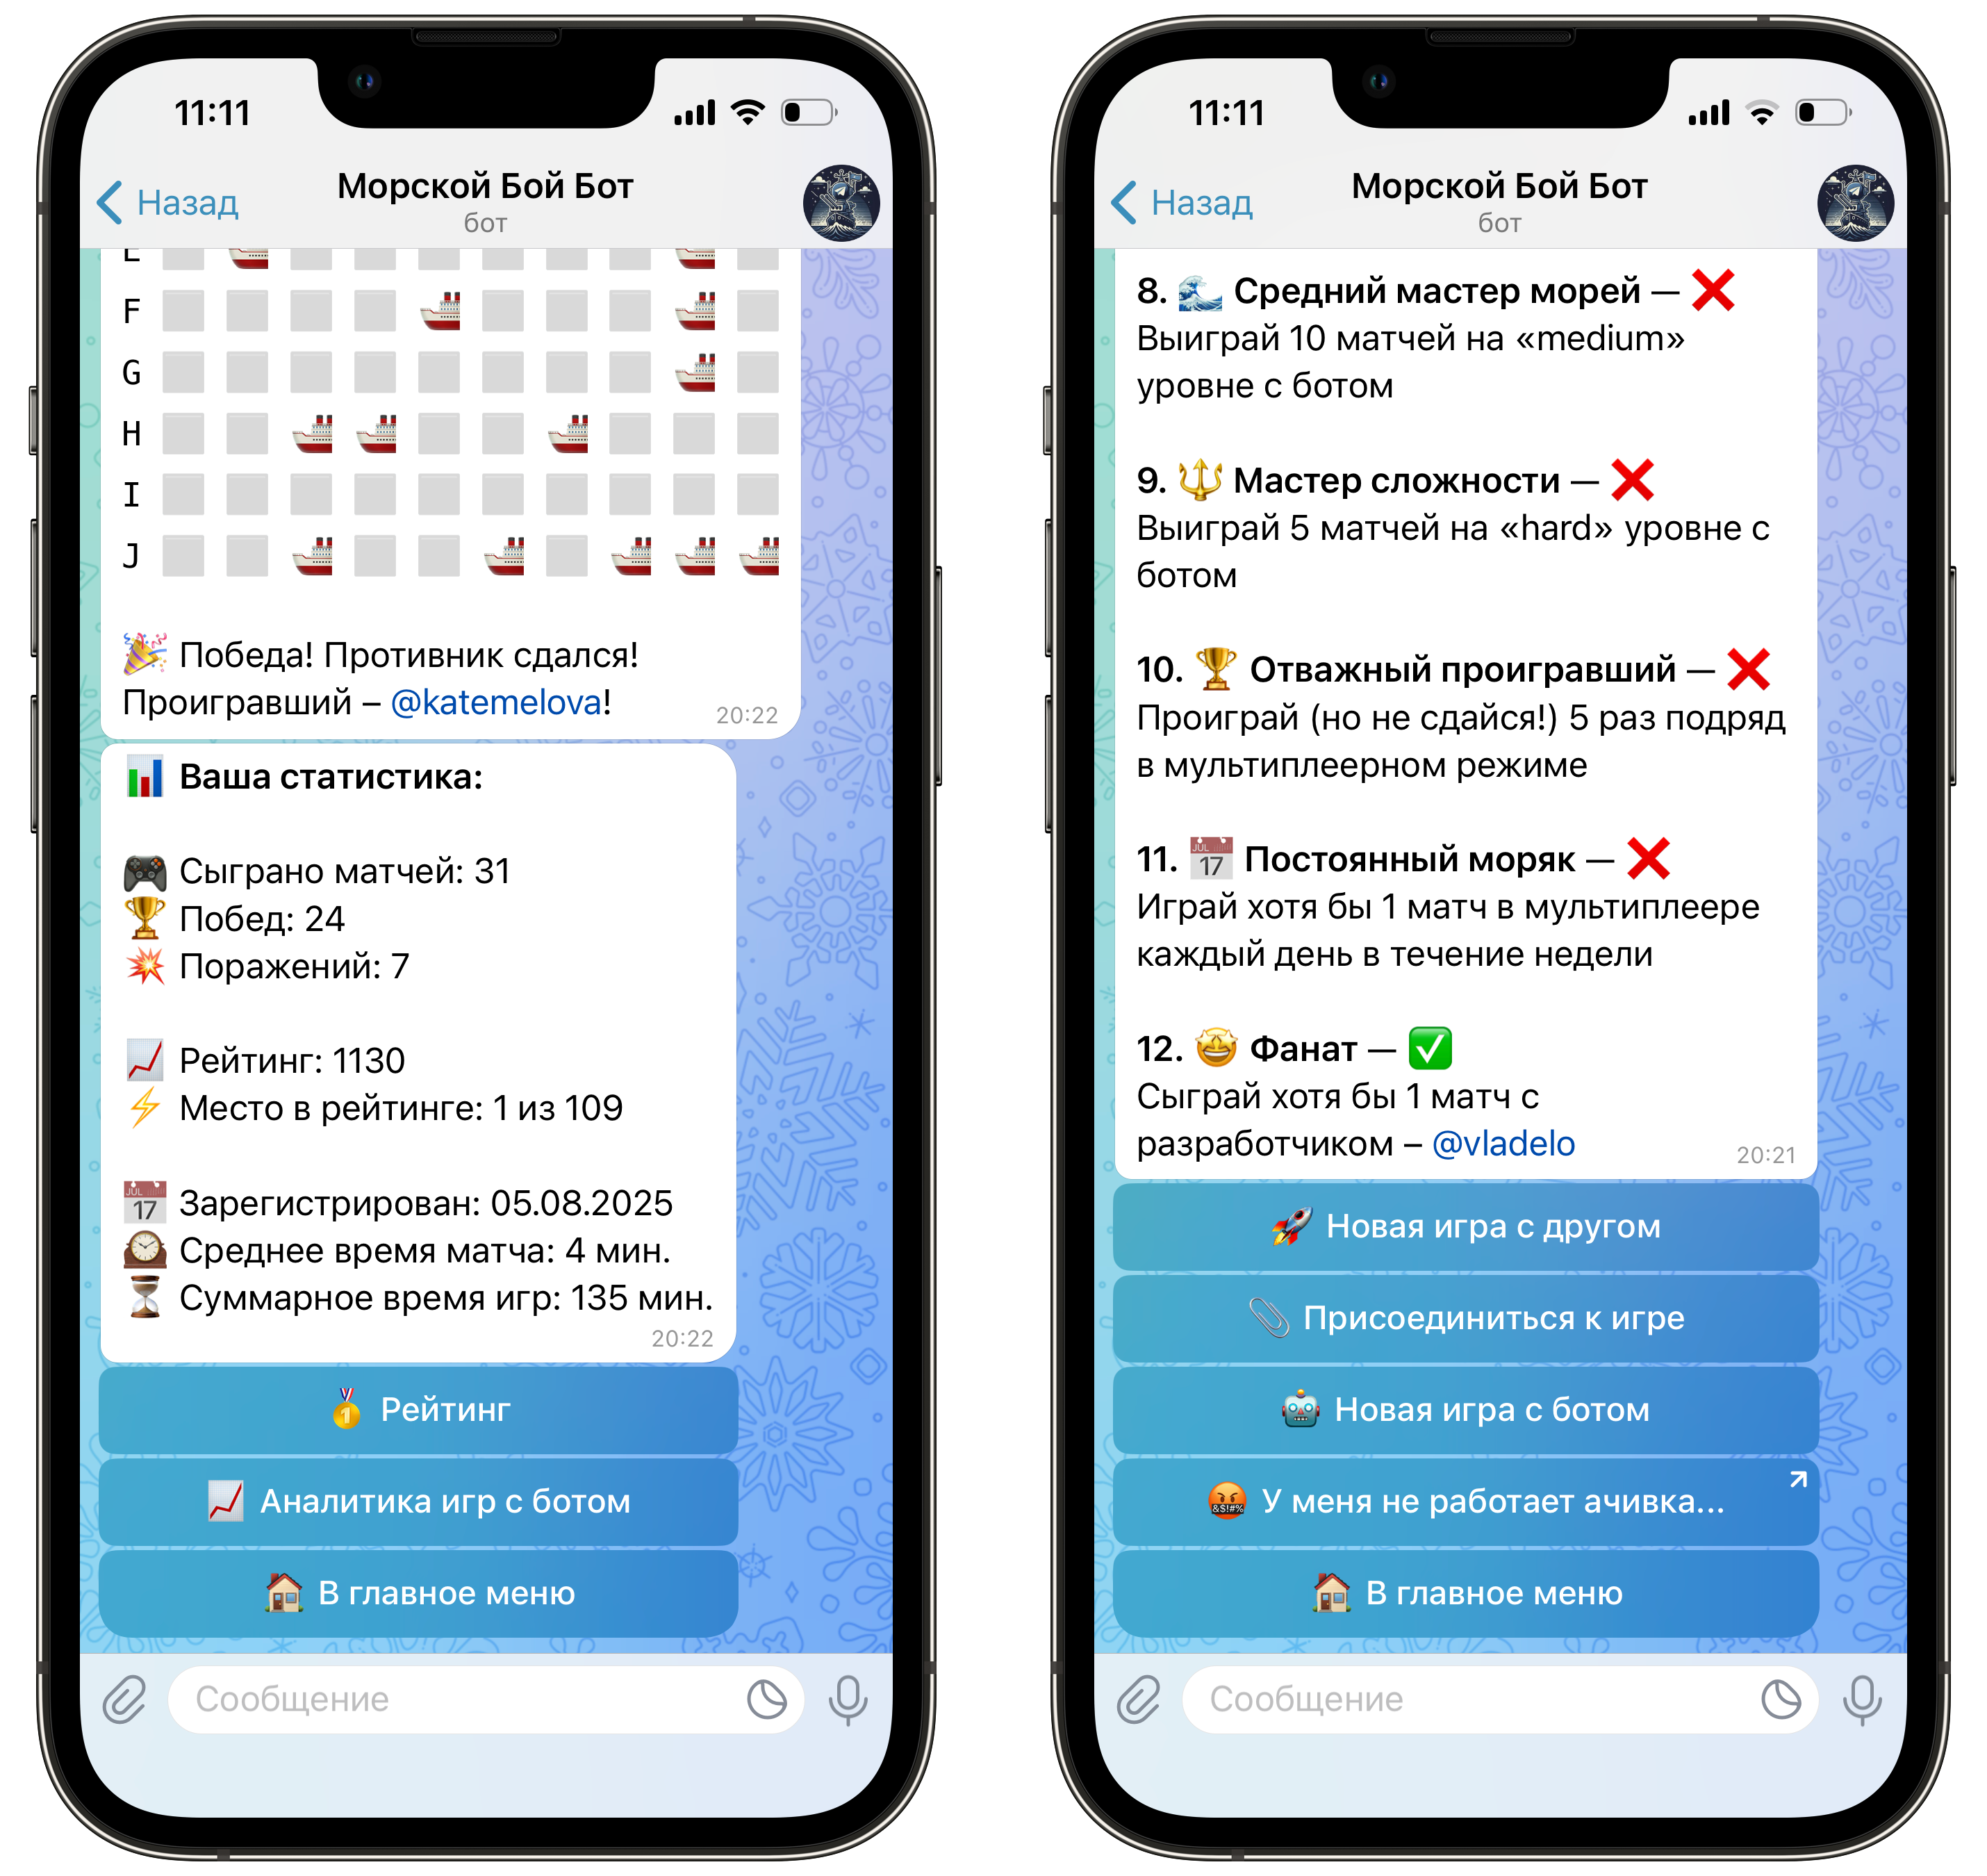 11:11
Назад
Морской Бой Бот
бот
E
F
G
H
I
J
Победа! Противник сдался!
Проигравший – @katemelova!
20:22
Ваша статистика:
Сыграно матчей: 31
Побед: 24
Поражений: 7
Рейтинг: 1130
Место в рейтинге: 1 из 109
Зарегистрирован: 05.08.2025
Среднее время матча: 4 мин.
Суммарное время игр: 135 мин.
20:22
Рейтинг
Аналитика игр с ботом
В главное меню
Сообщение
11:11
Назад
Морской Бой Бот
бот
8. Средний мастер морей —
Выиграй 10 матчей на «medium»
уровне с ботом
9. Мастер сложности —
Выиграй 5 матчей на «hard» уровне с
ботом
10. Отважный проигравший —
Проиграй (но не сдайся!) 5 раз подряд
в мультиплеерном режиме
11. Постоянный моряк —
Играй хотя бы 1 матч в мультиплеере
каждый день в течение недели
12. Фанат —
Сыграй хотя бы 1 матч с
разработчиком – @vladelo
20:21
Новая игра с другом
Присоединиться к игре
Новая игра с ботом
У меня не работает ачивка...
В главное меню
Сообщение